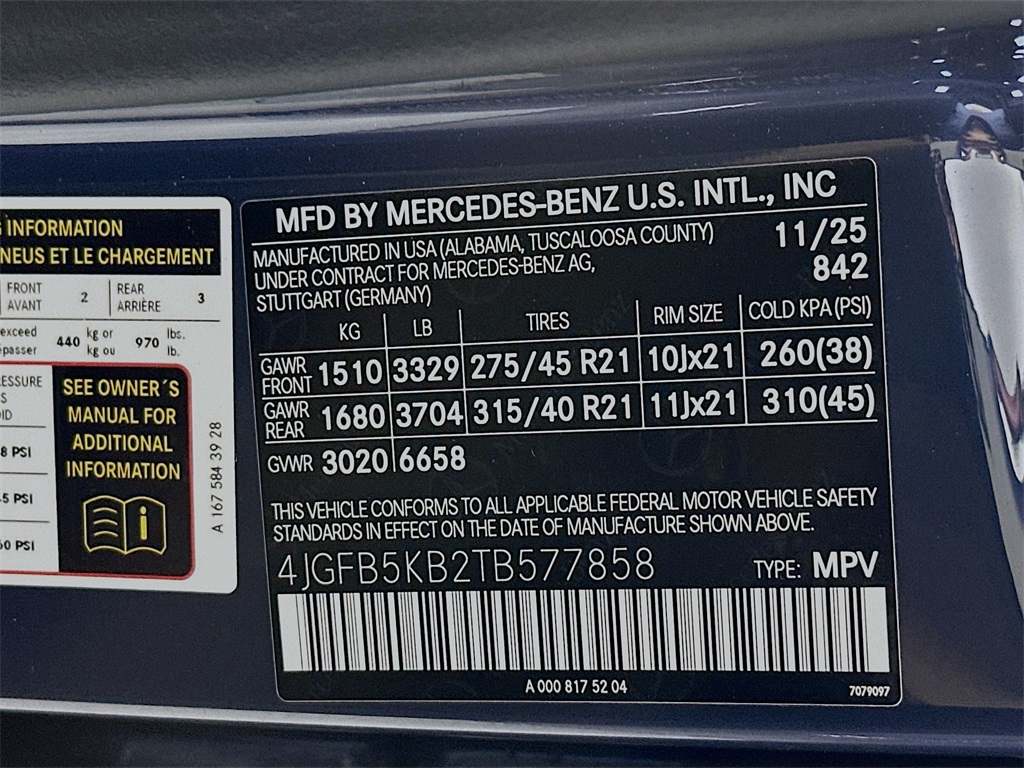 INFORMATION
NEUS ET LE CHARGEMENT
FRONT 2 REAR 3
AVANT ARRIÈRE
exceed 440 kg or 970 lbs.
kg ou lb.
SEE OWNER´S
MANUAL FOR
ADDITIONAL
INFORMATION
8 PSI
5 PSI
60 PSI
A 167 584 39 28
MFD BY MERCEDES-BENZ U.S. INTL., INC
MANUFACTURED IN USA (ALABAMA, TUSCALOOSA COUNTY) 11/25
UNDER CONTRACT FOR MERCEDES-BENZ AG, 842
STUTTGART (GERMANY)
KG LB TIRES RIM SIZE COLD KPA (PSI)
GAWR FRONT 1510 3329 275/45 R21 10Jx21 260(38)
GAWR REAR 1680 3704 315/40 R21 11Jx21 310(45)
GVWR 3020 6658
THIS VEHICLE CONFORMS TO ALL APPLICABLE FEDERAL MOTOR VEHICLE SAFETY
STANDARDS IN EFFECT ON THE DATE OF MANUFACTURE SHOWN ABOVE.
4JGFB5KB2TB577858 TYPE: MPV
A 000 817 52 04 7079097